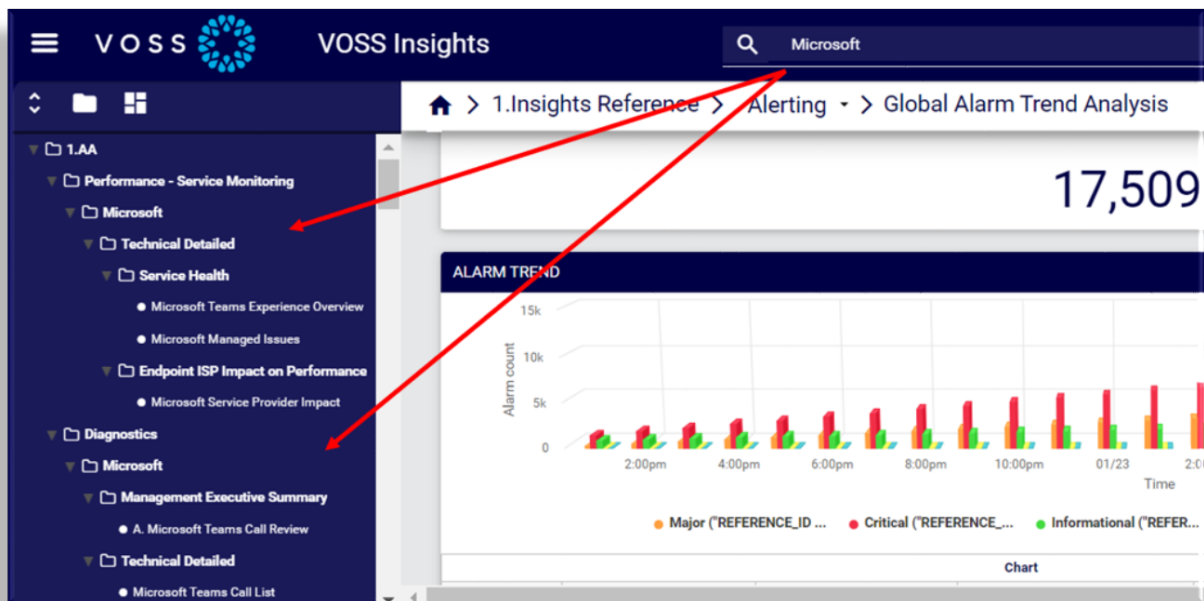 VOSS
VOSS Insights
Microsoft
1.Insights Reference > Alerting > Global Alarm Trend Analysis
1.AA
Performance - Service Monitoring
Microsoft
Technical Detailed
Service Health
Microsoft Teams Experience Overview
Microsoft Managed Issues
Endpoint ISP Impact on Performance
Microsoft Service Provider Impact
Diagnostics
Microsoft
Management Executive Summary
A. Microsoft Teams Call Review
Technical Detailed
Microsoft Teams Call List
17,509
ALARM TREND
15k
10k
5k
0
Alarm count
2:00pm 4:00pm 6:00pm 8:00pm 10:00pm 01/23
Time
Major ("REFERENCE_ID ... Critical ("REFERENCE_... Informational ("REFER...
Chart